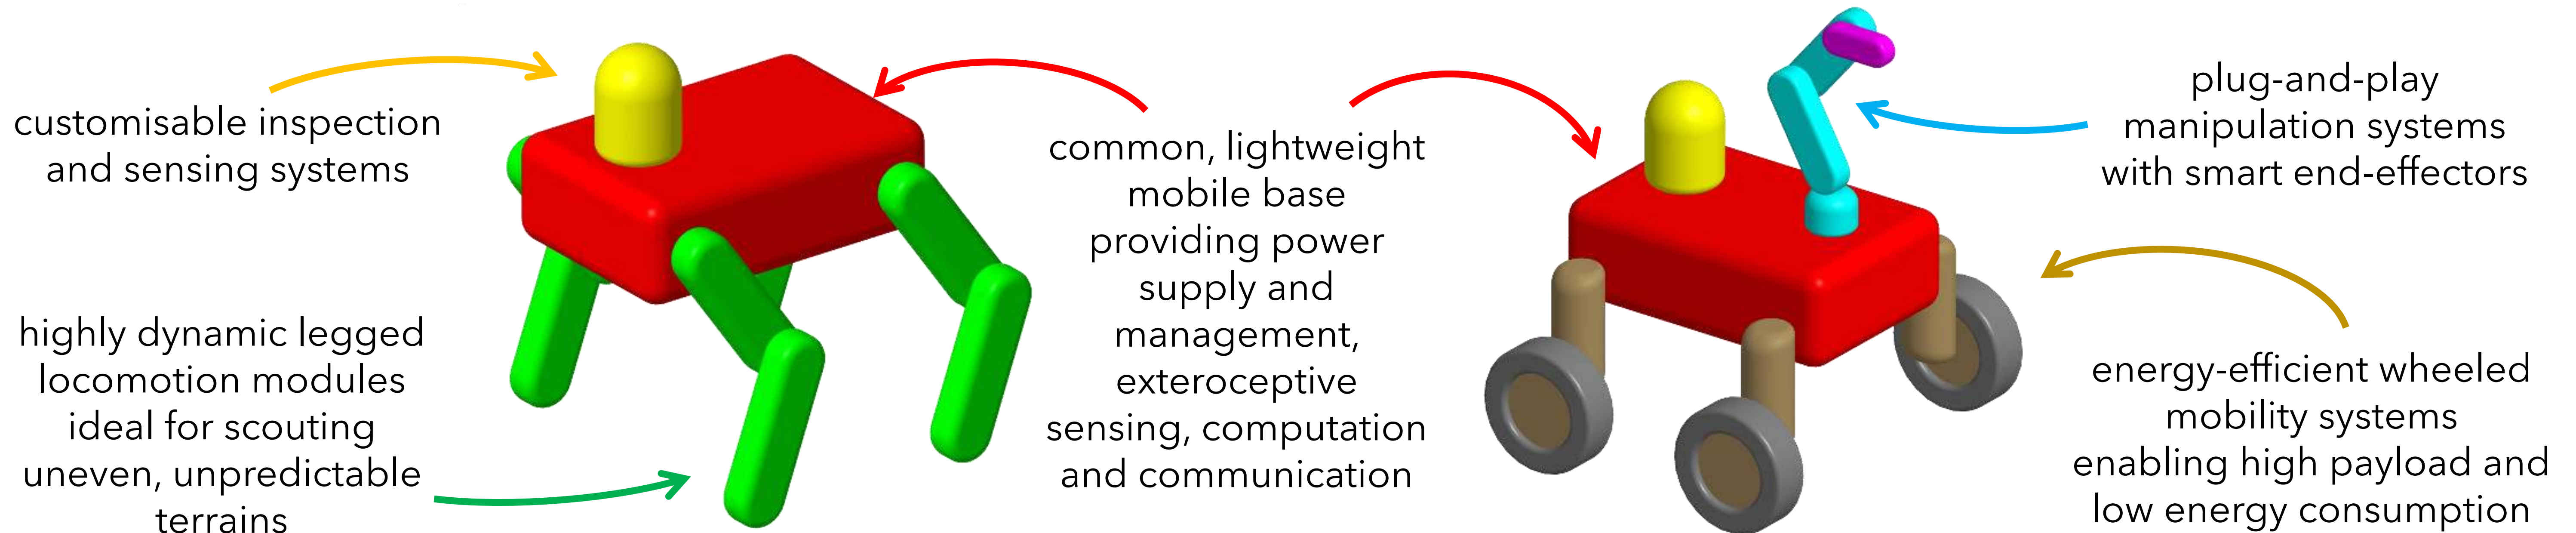 customisable inspection
and sensing systems
highly dynamic legged
locomotion modules
ideal for scouting
uneven, unpredictable
terrains
common, lightweight
mobile base
providing power
supply and
management,
exteroceptive
sensing, computation
and communication
plug-and-play
manipulation systems
with smart end-effectors
energy-efficient wheeled
mobility systems
enabling high payload and
low energy consumption